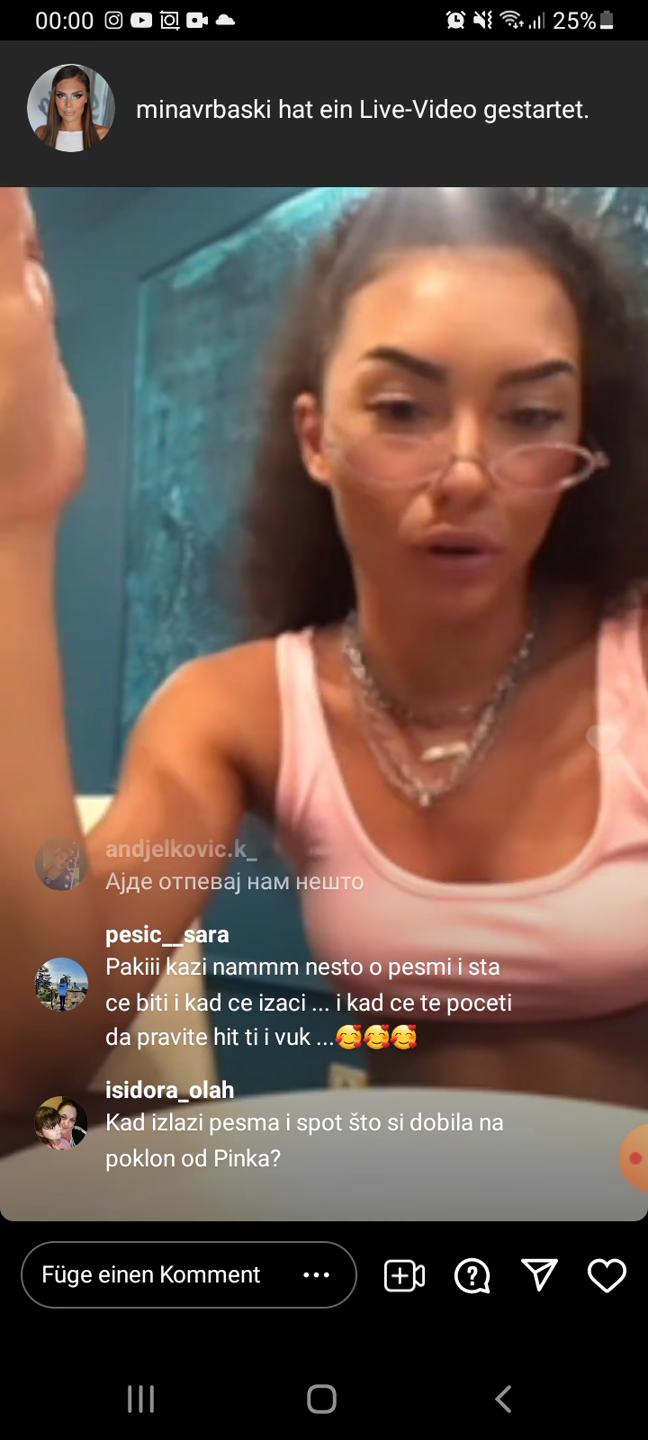 00:00
25%
minavrbaski hat ein Live-Video gestartet.
andjelkovic.k_
Ајде отпевај нам нешто
pesic__sara
Pakiii kazi nammm nesto o pesmi i sta
ce biti i kad ce izaci ... i kad ce te poceti
da pravite hit ti i vuk ...🥰🥰🥰
isidora_olah
Kad izlazi pesma i spot što si dobila na
poklon od Pinka?
Füge einen Komment